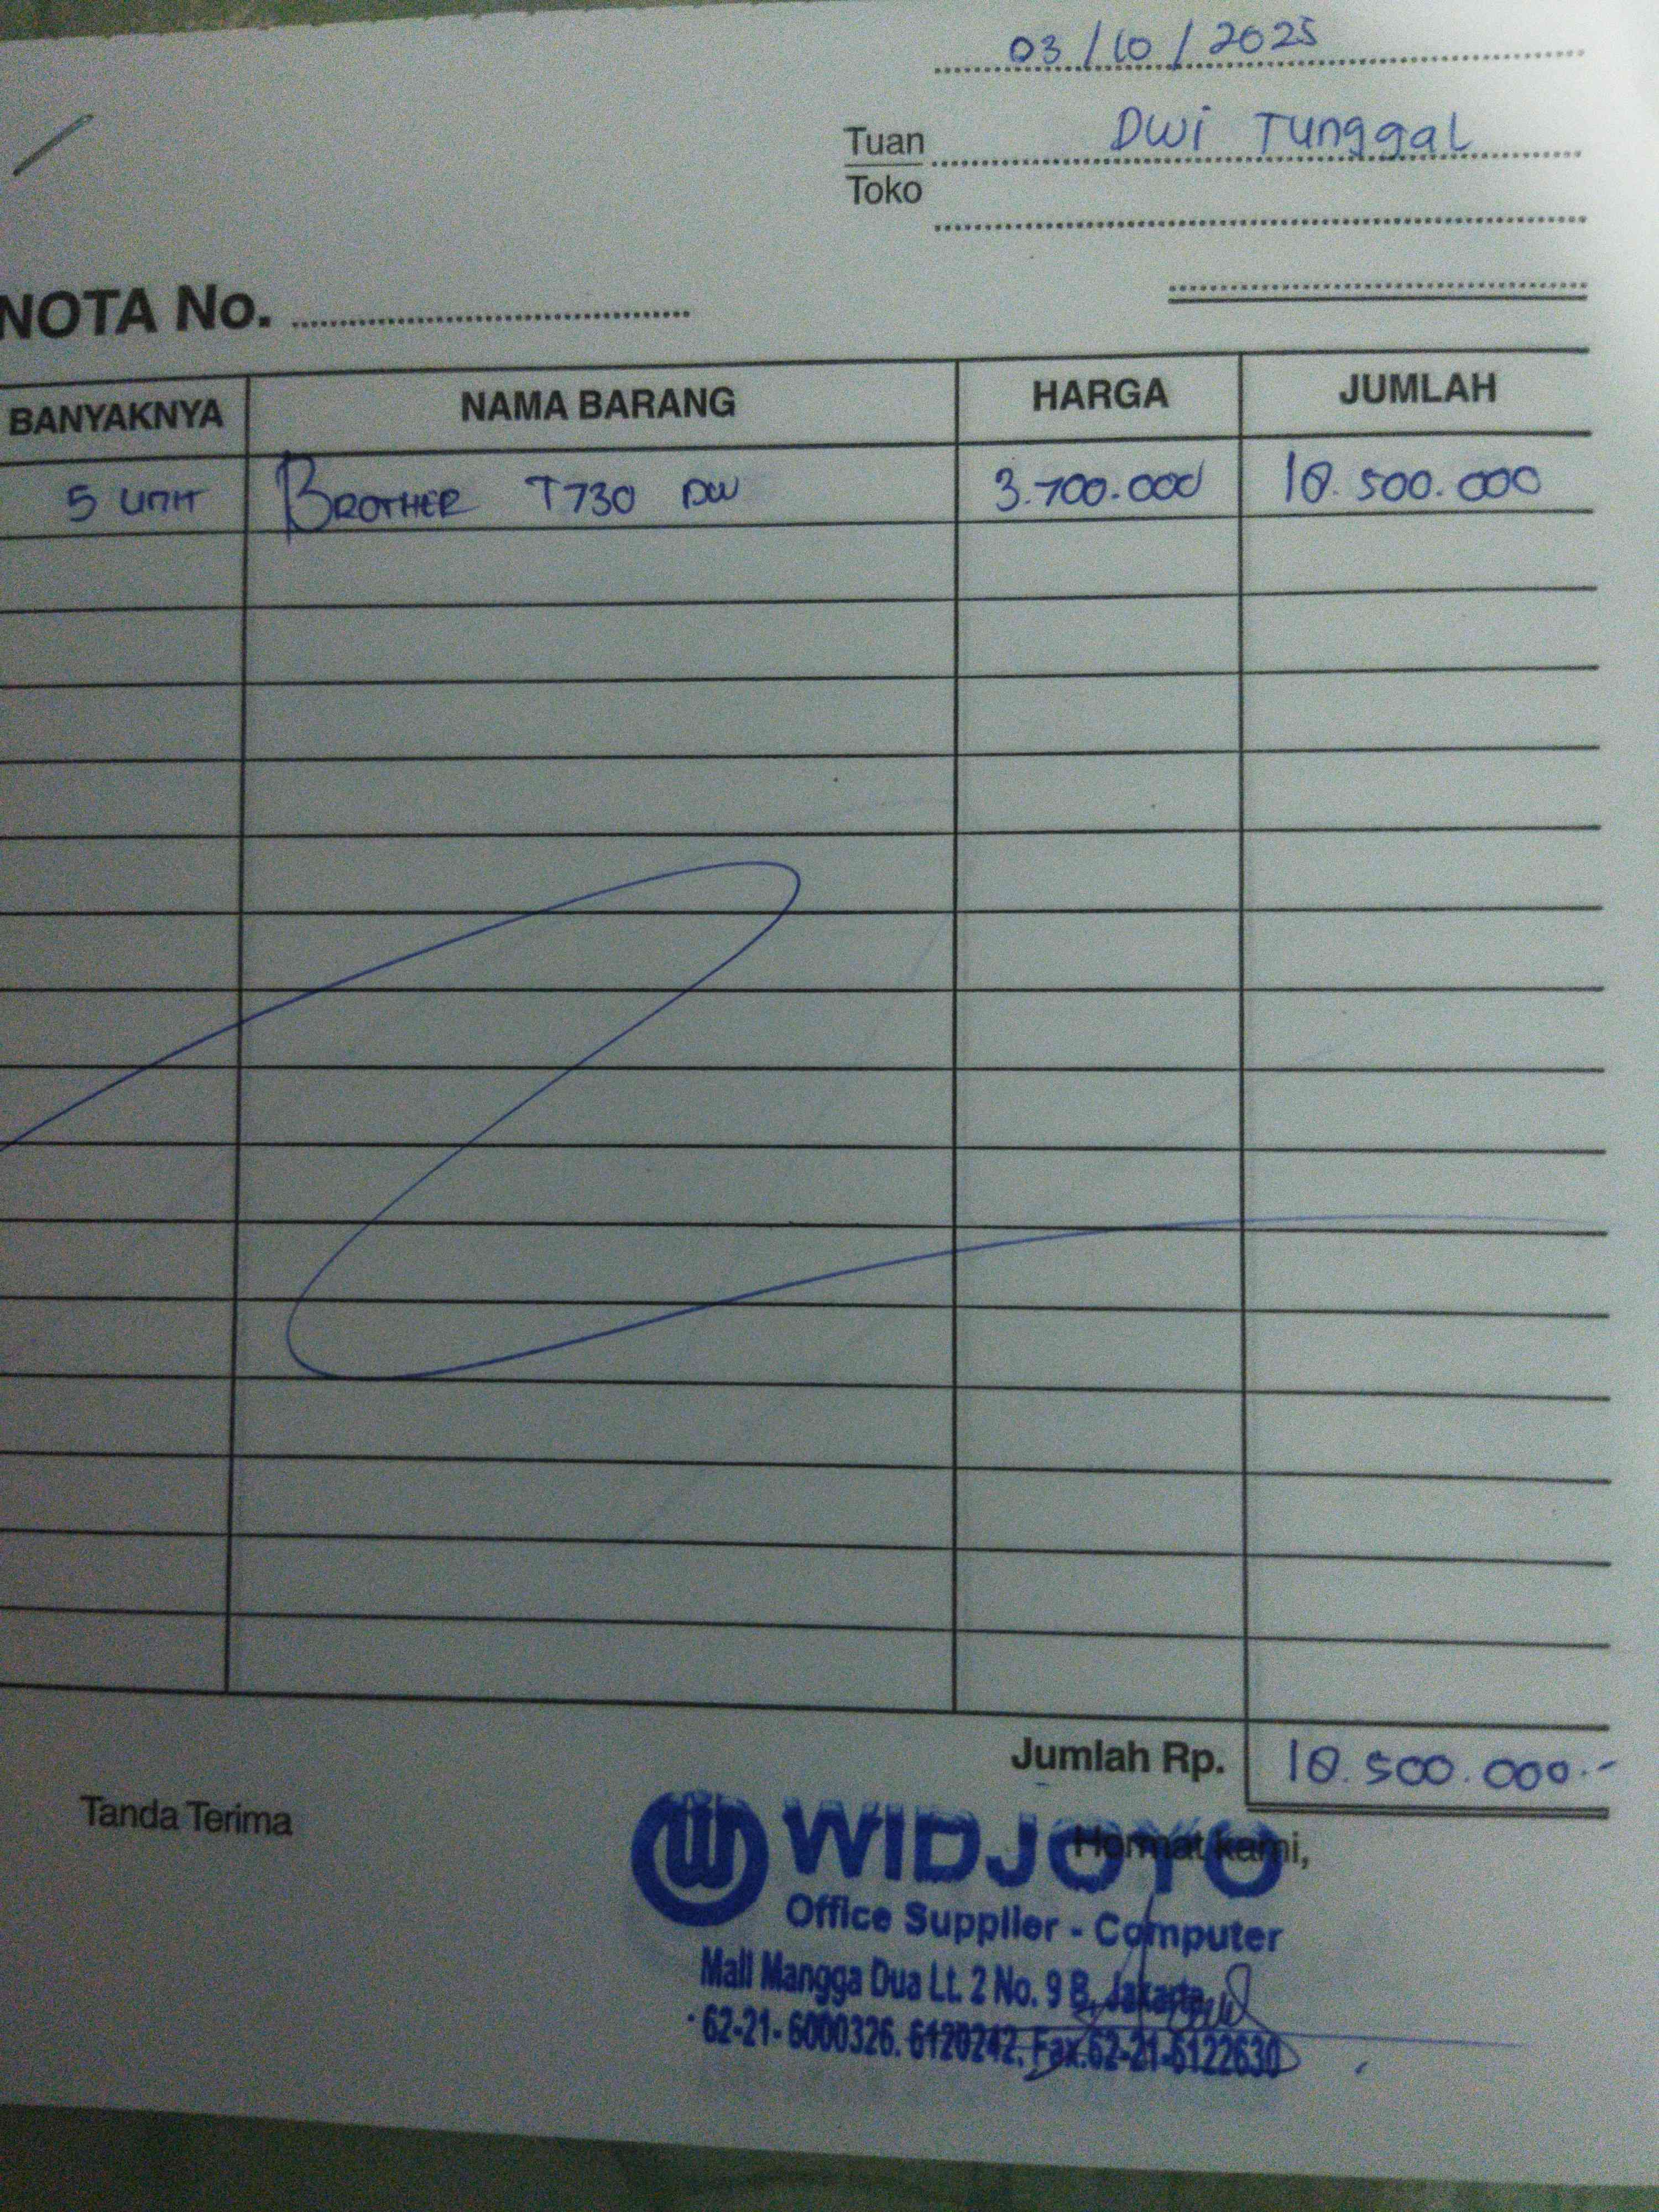 03/10/2025
Tuan Dwi Tunggal
Toko
NOTA No.
BANYAKNYA NAMA BARANG HARGA JUMLAH
5 UNIT BROTHER T730 DW 3.700.000 18.500.000
Jumlah Rp. 18.500.000.-
Tanda Terima
Hormat kami,
WIDJOYO
Office Supplier - Computer
Mall Mangga Dua Lt. 2 No. 9 B, Jakarta
62-21- 6000326. 6120242. Fax.62-21-6122630